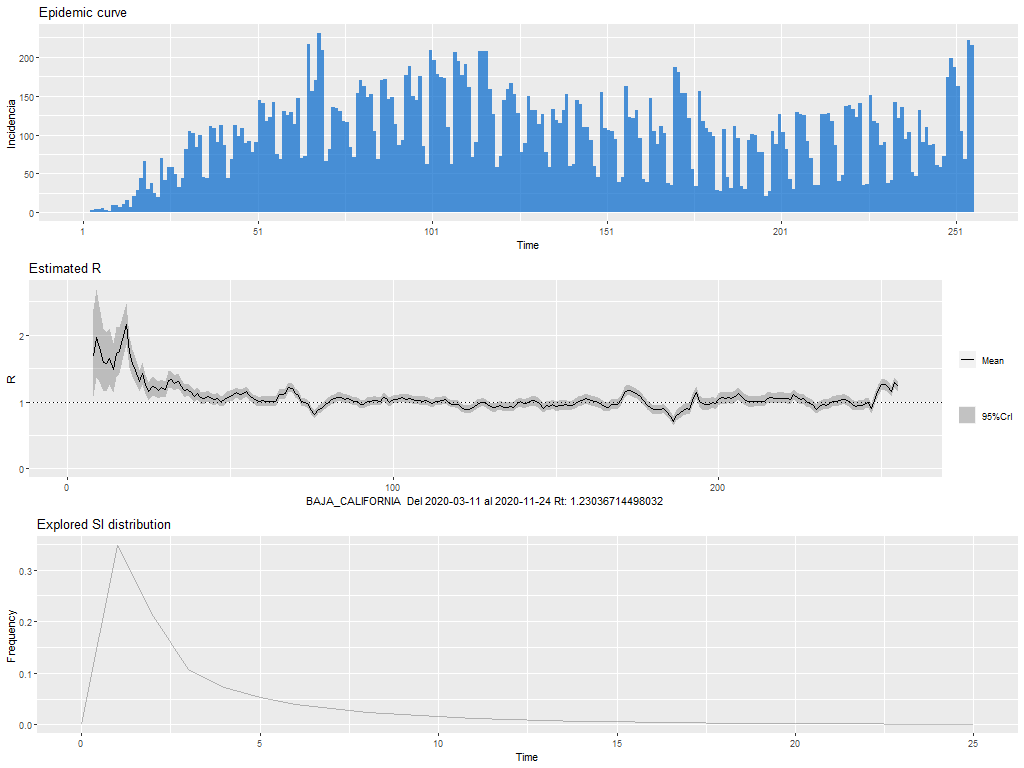 Epidemic curve
Incidencia
200
150
100
50
0
1
51
101
151
201
251
Time
Estimated R
R
2
1
0
0
100
200
Mean
95%CrI
BAJA_CALIFORNIA Del 2020-03-11 al 2020-11-24 Rt: 1.23036714498032
Explored SI distribution
Frequency
0.3
0.2
0.1
0.0
0
5
10
15
20
25
Time